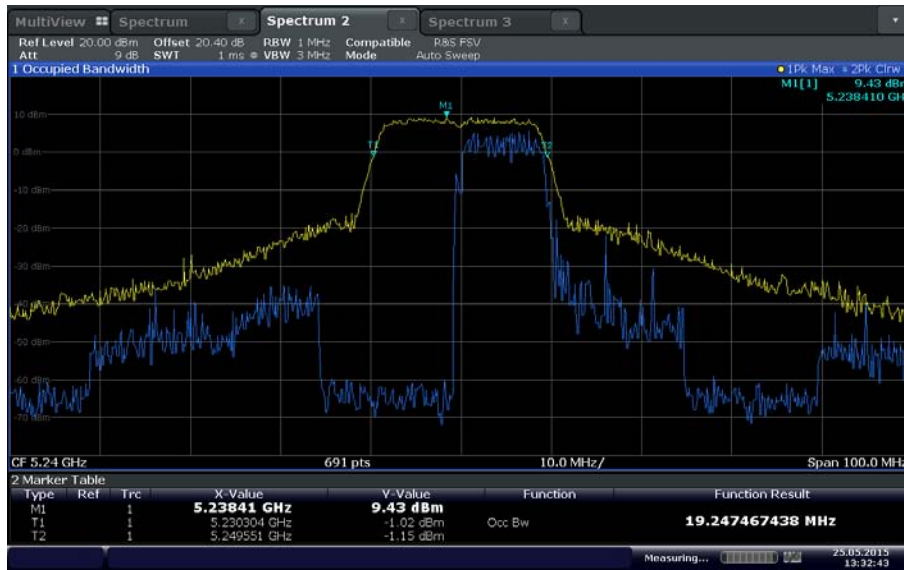 MultiView Spectrum x Spectrum 2 x Spectrum 3 x
Ref Level 20.00 dBm Offset 20.40 dB RBW 1 MHz Compatible R&S FSV
Att 9 dB SWT 1 ms VBW 3 MHz Mode Auto Sweep
1 Occupied Bandwidth 1Pk Max 2Pk Clrw
M1[1] 9.43 dBm
5.238410 GH
M1
10 dBm
T1
T2
0 dBm
-10 dBm
-20 dBm
-30 dBm
-40 dBm
-50 dBm
-60 dBm
-70 dBm
CF 5.24 GHz 691 pts 10.0 MHz/ Span 100.0 MHz
2 Marker Table
Type Ref Trc X-Value Y-Value Function Function Result
M1 1 5.23841 GHz 9.43 dBm
T1 1 5.230304 GHz -1.02 dBm Occ Bw 19.247467438 MHz
T2 1 5.249551 GHz -1.15 dBm
Measuring... 25.05.2015
13:32:43